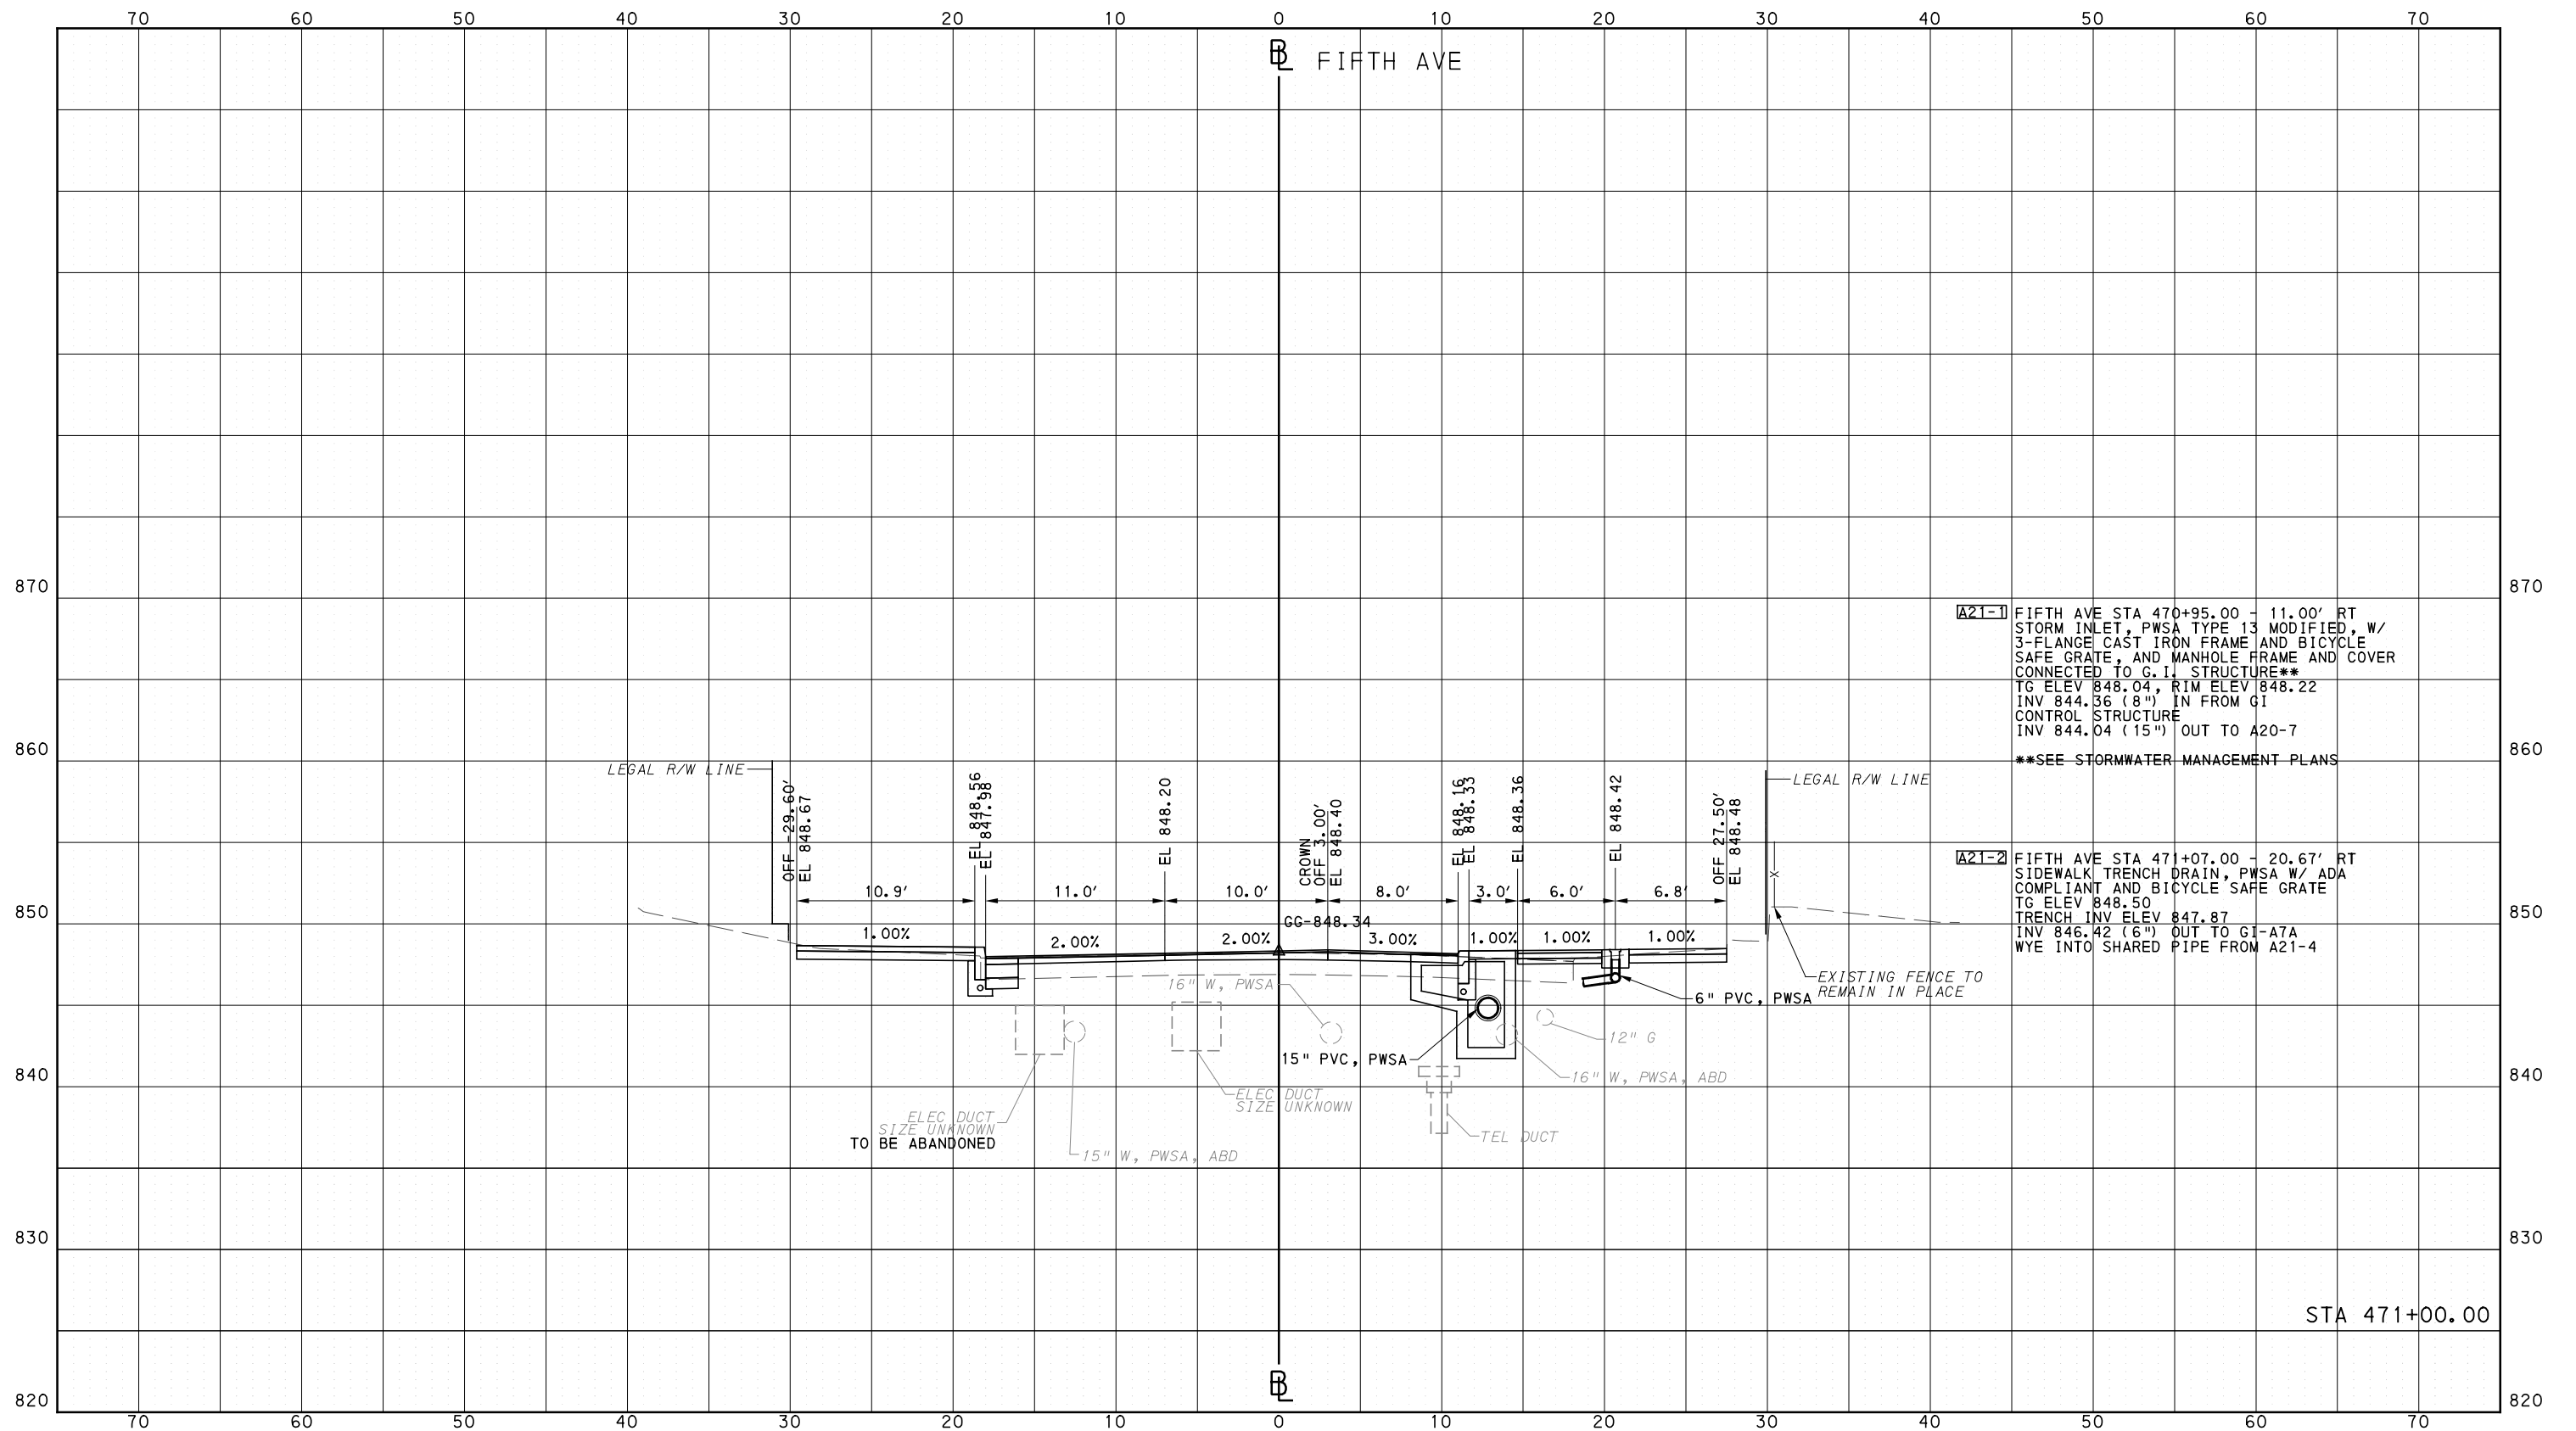 70 60 50 40 30 20 10 0 10 20 30 40 50 60 70
BL FIFTH AVE
870 870
A21-1 FIFTH AVE STA 470+95.00 - 11.00' RT
STORM INLET, PWSA TYPE 13 MODIFIED, W/
3-FLANGE CAST IRON FRAME AND BICYCLE
SAFE GRATE, AND MANHOLE FRAME AND COVER
CONNECTED TO G.I. STRUCTURE**
TG ELEV 848.04, RIM ELEV 848.22
INV 844.36 (8") IN FROM GI
CONTROL STRUCTURE
INV 844.04 (15") OUT TO A20-7
**SEE STORMWATER MANAGEMENT PLANS
860 860
LEGAL R/W LINE
LEGAL R/W LINE
OFF -29.60'
EL 848.67
EL 848.56
EL 847.98
EL 848.20
CROWN
OFF 3.00'
EL 848.40
EL 848.16
EL 848.33
EL 848.36
EL 848.42
OFF 27.50'
EL 848.48
A21-2 FIFTH AVE STA 471+07.00 - 20.67' RT
SIDEWALK TRENCH DRAIN, PWSA W/ ADA
COMPLIANT AND BICYCLE SAFE GRATE
TG ELEV 848.50
TRENCH INV ELEV 847.87
INV 846.42 (6") OUT TO GI-A7A
WYE INTO SHARED PIPE FROM A21-4
10.9' 11.0' 10.0' 8.0' 3.0' 6.0' 6.8'
X
850 850
GG-848.34
1.00% 2.00% 2.00% 3.00% 1.00% 1.00% 1.00%
EXISTING FENCE TO
REMAIN IN PLACE
16" W, PWSA
6" PVC, PWSA
12" G
15" PVC, PWSA
16" W, PWSA, ABD
840 840
ELEC DUCT
SIZE UNKNOWN
ELEC DUCT
SIZE UNKNOWN
TO BE ABANDONED
TEL DUCT
15" W, PWSA, ABD
830 830
STA 471+00.00
BL
820 820
70 60 50 40 30 20 10 0 10 20 30 40 50 60 70